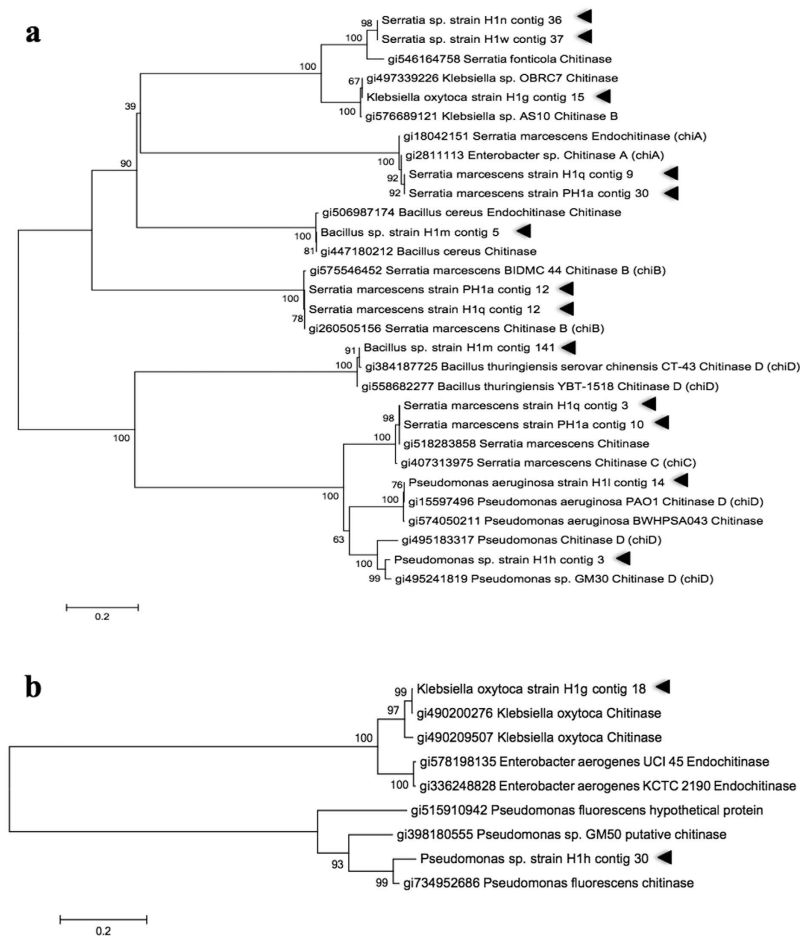 a
98 Serratia sp. strain H1n contig 36
Serratia sp. strain H1w contig 37
100
gi546164758 Serratia fonticola Chitinase
100
67 gi497339226 Klebsiella sp. OBRC7 Chitinase
Klebsiella oxytoca strain H1g contig 15
100 gi576689121 Klebsiella sp. AS10 Chitinase B
39
gi18042151 Serratia marcescens Endochitinase (chiA)
100 gi2811113 Enterobacter sp. Chitinase A (chiA)
92 Serratia marcescens strain H1q contig 9
92 Serratia marcescens strain PH1a contig 30
90
gi506987174 Bacillus cereus Endochitinase Chitinase
100 Bacillus sp. strain H1m contig 5
81 gi447180212 Bacillus cereus Chitinase
gi575546452 Serratia marcescens BIDMC 44 Chitinase B (chiB)
Serratia marcescens strain PH1a contig 12
100
Serratia marcescens strain H1q contig 12
78 gi260505156 Serratia marcescens Chitinase B (chiB)
91 Bacillus sp. strain H1m contig 141
100 gi384187725 Bacillus thuringiensis serovar chinensis CT-43 Chitinase D (chiD)
gi558682277 Bacillus thuringiensis YBT-1518 Chitinase D (chiD)
100
Serratia marcescens strain H1q contig 3
98 Serratia marcescens strain PH1a contig 10
100 gi518283858 Serratia marcescens Chitinase
gi407313975 Serratia marcescens Chitinase C (chiC)
100
76 Pseudomonas aeruginosa strain H1l contig 14
100 gi15597496 Pseudomonas aeruginosa PAO1 Chitinase D (chiD)
gi574050211 Pseudomonas aeruginosa BWHPSA043 Chitinase
63
gi495183317 Pseudomonas Chitinase D (chiD)
100 Pseudomonas sp. strain H1h contig 3
99 gi495241819 Pseudomonas sp. GM30 Chitinase D (chiD)
0.2
b
99 Klebsiella oxytoca strain H1g contig 18
97 gi490200276 Klebsiella oxytoca Chitinase
gi490209507 Klebsiella oxytoca Chitinase
100
gi578198135 Enterobacter aerogenes UCI 45 Endochitinase
100 gi336248828 Enterobacter aerogenes KCTC 2190 Endochitinase
gi515910942 Pseudomonas fluorescens hypothetical protein
gi398180555 Pseudomonas sp. GM50 putative chitinase
93 Pseudomonas sp. strain H1h contig 30
99 gi734952686 Pseudomonas fluorescens chitinase
0.2